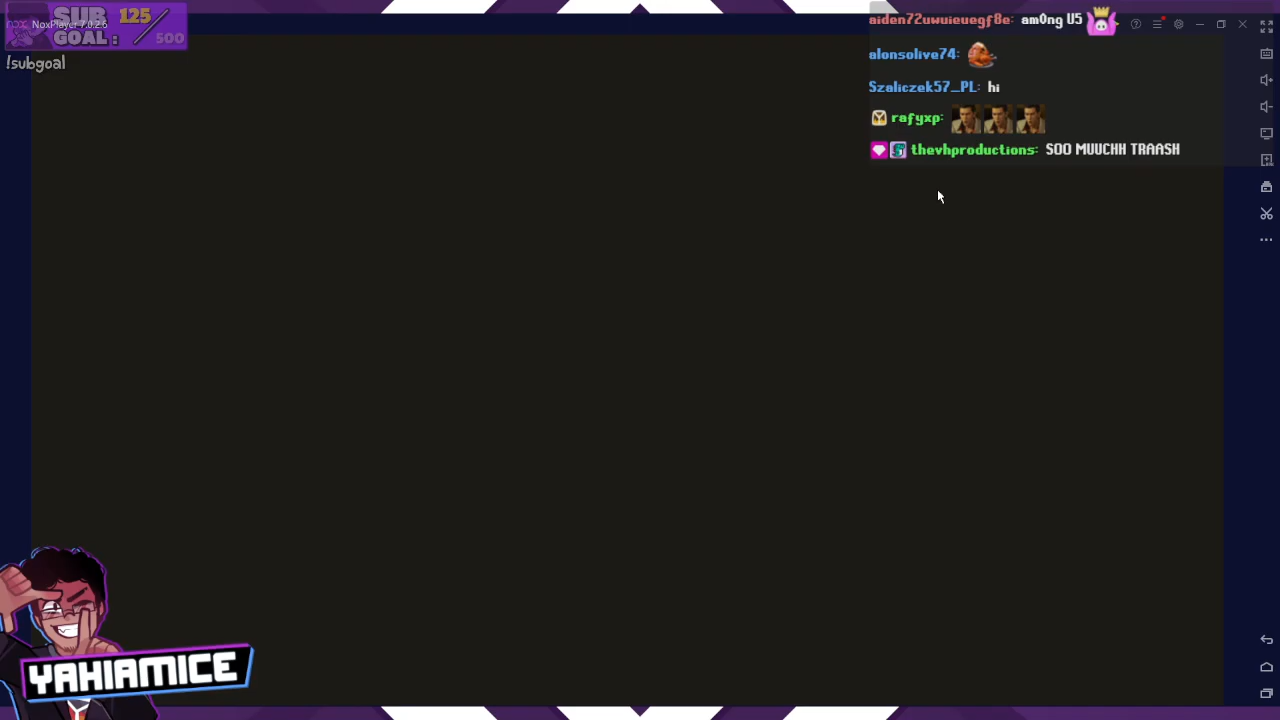 NoxPlayer 7.0.2.6
SUB GOAL : 125 / 500
!subgoal
aiden72uwuieuegf8e: am0ng U5
alonsolive74:
Szaliczek57_PL: hi
rafyxp:
thevhproductions: SOO MUUCHH TRAASH
YAHIAMICE